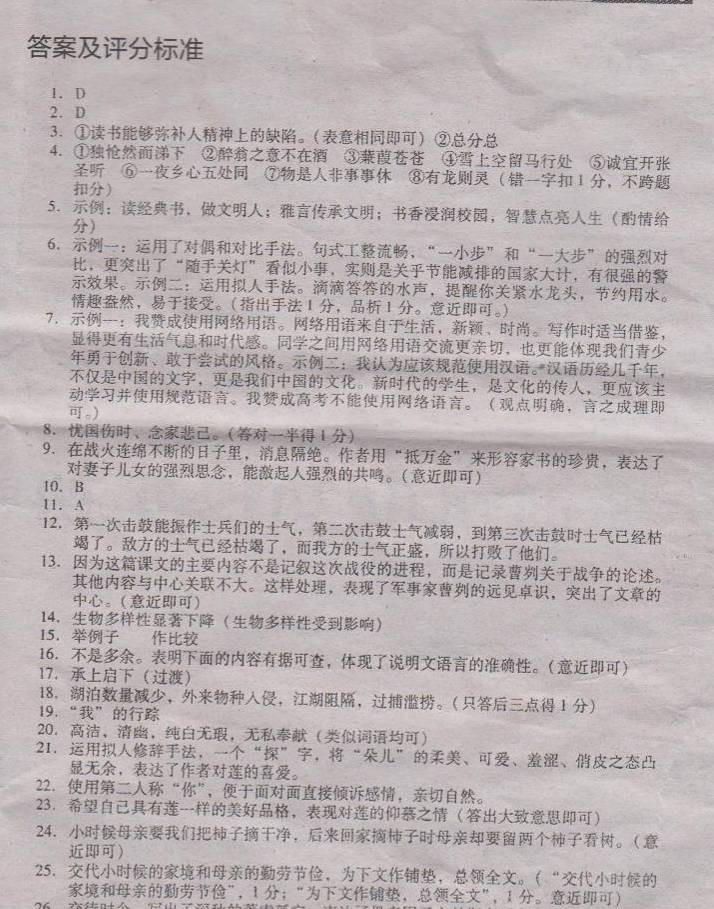 答案及评分标准
1. D
2. D
3. ①读书能够弥补人精神上的缺陷。(表意相同即可) ②总分总
4. ①独怆然而涕下 ②醉翁之意不在酒 ③蒹葭苍苍 ④雪上空留马行处 ⑤诚宜开张
圣听 ⑥一夜乡心五处同 ⑦物是人非事事休 ⑧有龙则灵 (错一字扣1分,不跨题
扣分)
5. 示例:读经典书,做文明人;雅言传承文明;书香浸润校园,智慧点亮人生(酌情给
分)
6. 示例一:运用了对偶和对比手法。句式工整流畅,“一小步”和“一大步”的强烈对
比,更突出了“随手关灯”看似小事,实则是关乎节能减排的国家大计,有很强的警
示效果。示例二:运用拟人手法。滴滴答答的水声,提醒你关紧水龙头,节约用水。
情趣盎然,易于接受。(指出手法1分,品析1分。意近即可。)
7. 示例一:我赞成使用网络用语。网络用语来自于生活,新颖、时尚。写作时适当借鉴,
显得更有生活气息和时代感。同学之间用网络用语交流更亲切,也更能体现我们青少
年勇于创新、敢于尝试的风格。示例二:我认为应该规范使用汉语。汉语历经几千年,
不仅是中国的文字,更是我们中国的文化。新时代的学生,是文化的传人,更应该主
动学习并使用规范语言。我赞成高考不能使用网络语言。(观点明确,言之成理即
可。)
8. 忧国伤时、念家悲己。(答对一半得1分)
9. 在战火连绵不断的日子里,消息隔绝。作者用“抵万金”来形容家书的珍贵,表达了
对妻子儿女的强烈思念,能激起人强烈的共鸣。(意近即可)
10. B
11. A
12. 第一次击鼓能振作士兵们的士气,第二次击鼓士气减弱,到第三次击鼓时士气已经枯
竭了。敌方的士气已经枯竭了,而我方的士气正盛,所以打败了他们。
13. 因为这篇课文的主要内容不是记叙这次战役的进程,而是记录曹刿关于战争的论述。
其他内容与中心关联不大。这样处理,表现了军事家曹刿的远见卓识,突出了文章的
中心。(意近即可)
14. 生物多样性显著下降(生物多样性受到影响)
15. 举例子 作比较
16. 不是多余。表明下面的内容有据可查,体现了说明文语言的准确性。(意近即可)
17. 承上启下(过渡)
18. 湖泊数量减少,外来物种入侵,江湖阻隔,过捕滥捞。(只答后三点得1分)
19. “我”的行踪
20. 高洁,清幽,纯白无瑕,无私奉献(类似词语均可)
21. 运用拟人修辞手法,一个“探”字,将“朵儿”的柔美、可爱、羞涩、俏皮之态凸
显无余,表达了作者对莲的喜爱。
22. 使用第二人称“你”,便于面对面直接倾诉感情,亲切自然。
23. 希望自己具有莲一样的美好品格,表现对莲的仰慕之情(答出大致意思即可)
24. 小时候母亲要我们把柿子摘干净,后来回家摘柿子时母亲却要留两个柿子看树。(意
近即可)
25. 交代小时候的家境和母亲的勤劳节俭,为下文作铺垫,总领全文。(“交代小时候的
家境和母亲的勤劳节俭”,1分;“为下文作铺垫,总领全文”,1分。意近即可)
26.